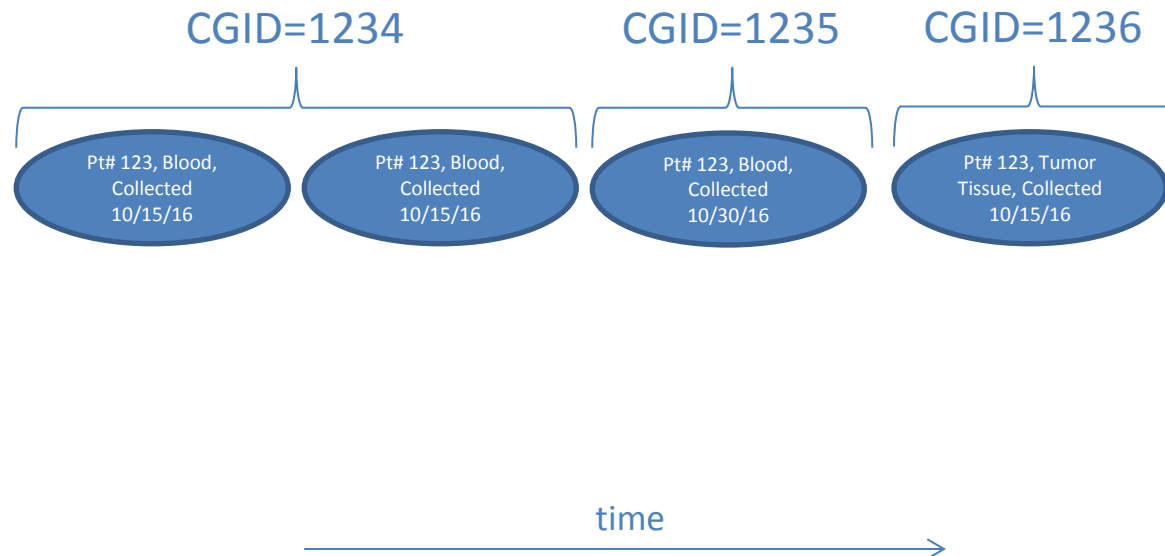 CGID=1234
CGID=1235
CGID=1236
Pt# 123, Blood,
Collected
10/15/16
Pt# 123, Blood,
Collected
10/15/16
Pt# 123, Blood,
Collected
10/30/16
Pt# 123, Tumor
Tissue, Collected
10/15/16
time